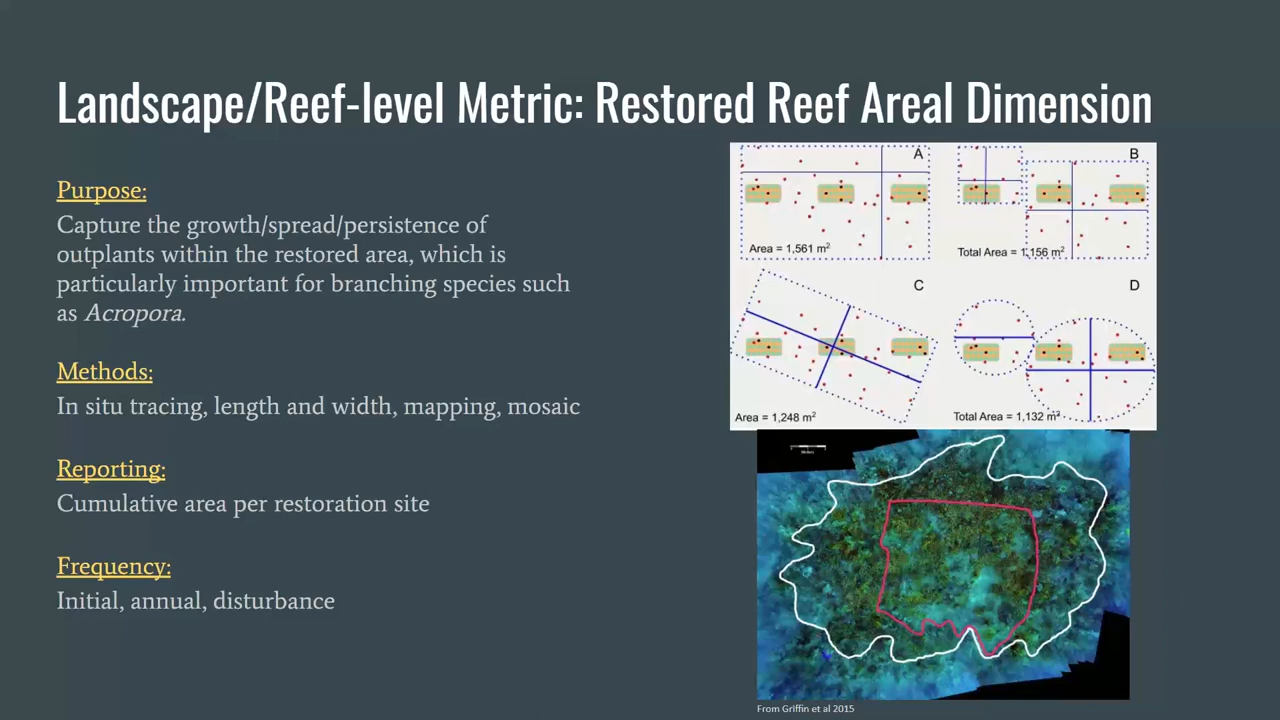 Landscape/Reef-level Metric: Restored Reef Areal Dimension
Purpose:
Capture the growth/spread/persistence of
outplants within the restored area, which is
particularly important for branching species such
as Acropora.
Methods:
In situ tracing, length and width, mapping, mosaic
Reporting:
Cumulative area per restoration site
Frequency:
Initial, annual, disturbance
A
Area = 1,561 m²
B
Total Area = 1,156 m²
C
Area = 1,248 m²
D
Total Area = 1,132 m²
From Griffin et al 2015